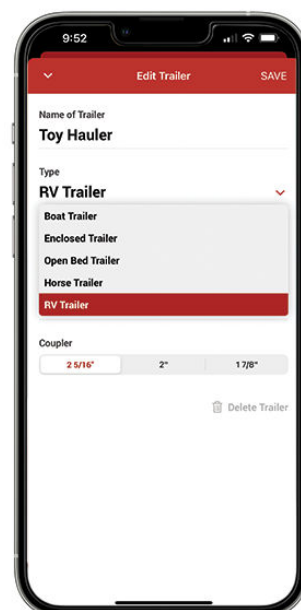 9:52
Edit Trailer
SAVE
Name of Trailer
Toy Hauler
Type
RV Trailer
Boat Trailer
Enclosed Trailer
Open Bed Trailer
Horse Trailer
RV Trailer
Coupler
2 5/16" 2" 1 7/8"
Delete Trailer